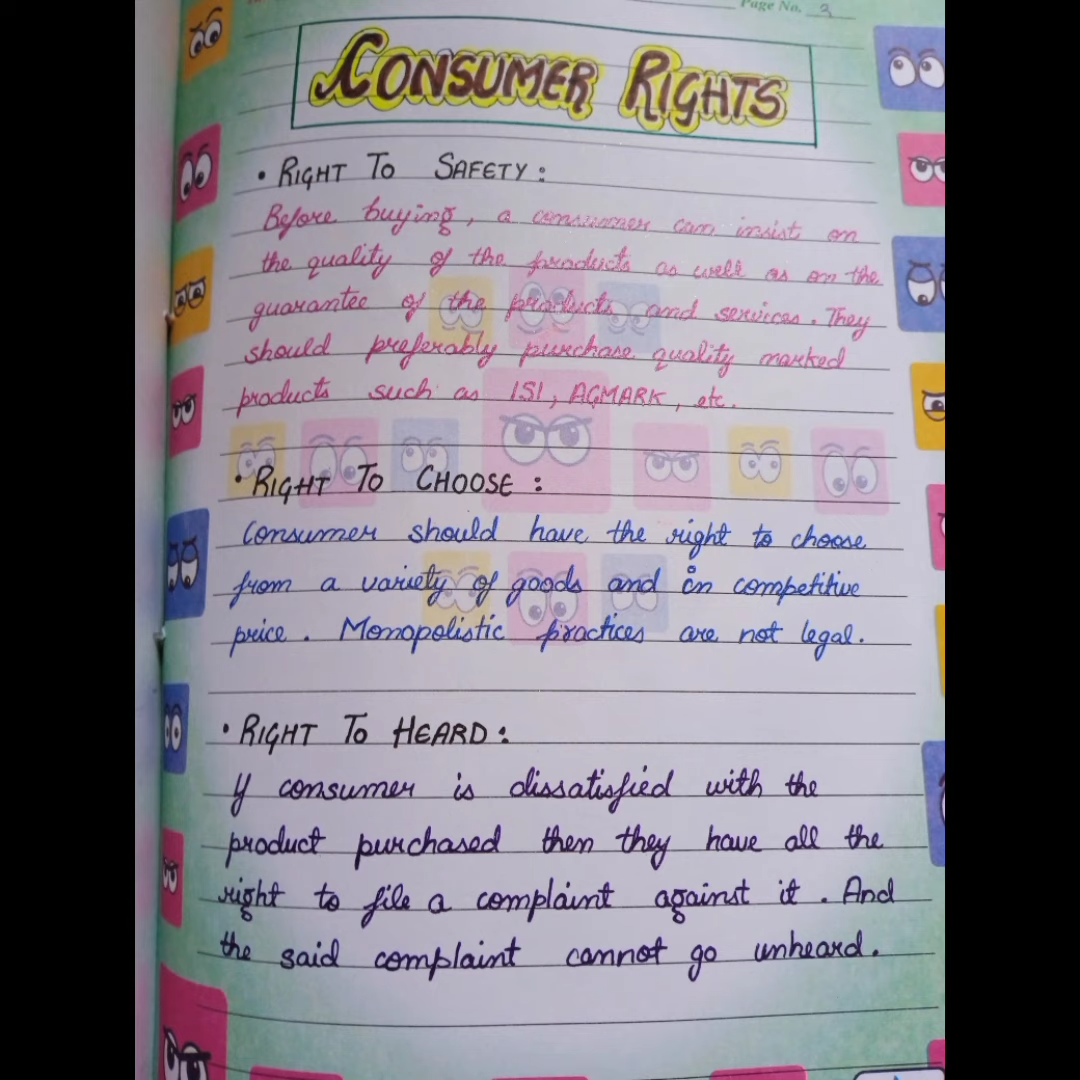 Page No. 3
CONSUMER RIGHTS
• RIGHT TO SAFETY :
Before buying, a consumer can insist on
the quality of the products as well as on the
guarantee of the products and services. They
should preferably purchase quality marked
products such as ISI, AGMARK, etc.
• RIGHT TO CHOOSE :
Consumer should have the right to choose
from a variety of goods and in competitive
price. Monopolistic practices are not legal.
• RIGHT TO HEARD :
If consumer is dissatisfied with the
product purchased then they have all the
right to file a complaint against it. And
the said complaint cannot go unheard.